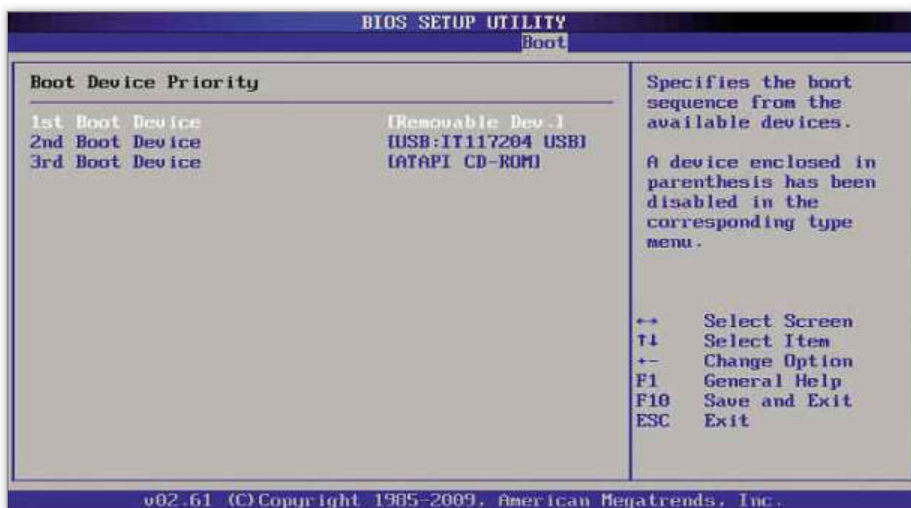 BIOS SETUP UTILITY
Boot
Boot Device Priority
1st Boot Device [Removable Dev.]
2nd Boot Device [USB:IT117204 USB]
3rd Boot Device [ATAPI CD-ROM]
Specifies the boot
sequence from the
available devices.
A device enclosed in
parenthesis has been
disabled in the
corresponding type
menu.
↔ Select Screen
↑↓ Select Item
+- Change Option
F1 General Help
F10 Save and Exit
ESC Exit
v02.61 (C)Copyright 1985-2009, American Megatrends, Inc.